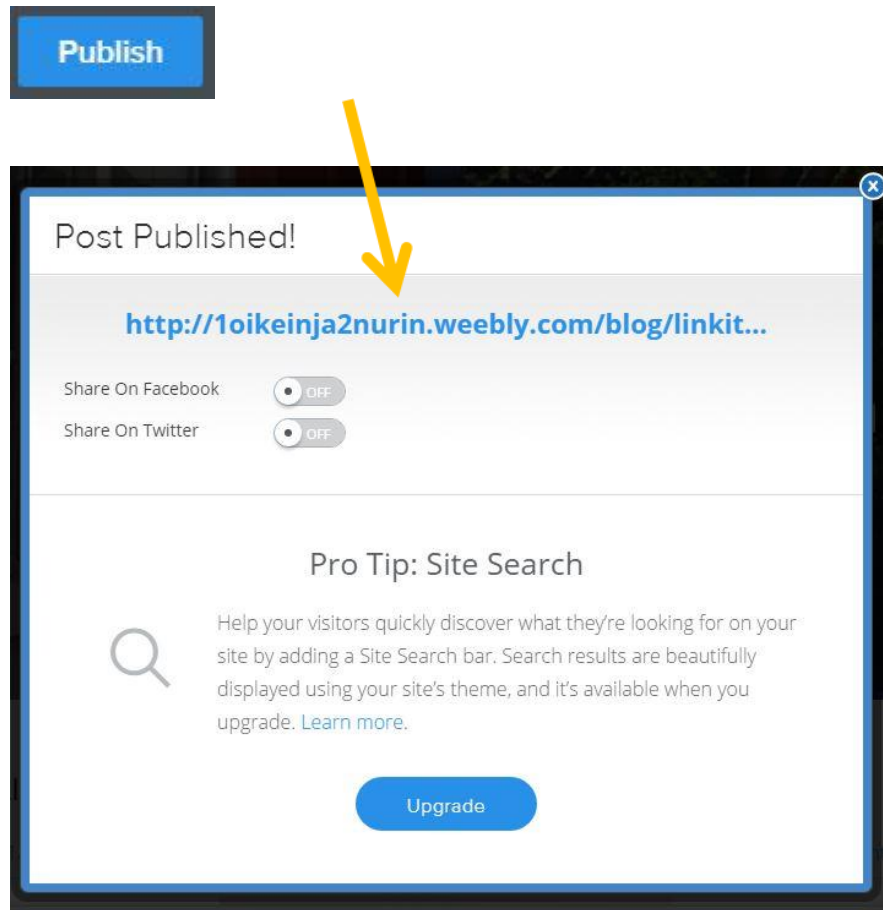 Publish
Post Published!
http://1oikeinja2nurin.weebly.com/blog/linkit...
Share On Facebook
OFF
Share On Twitter
OFF
Pro Tip: Site Search
Help your visitors quickly discover what they're looking for on your
site by adding a Site Search bar. Search results are beautifully
displayed using your site's theme, and it's available when you
upgrade. Learn more.
Upgrade